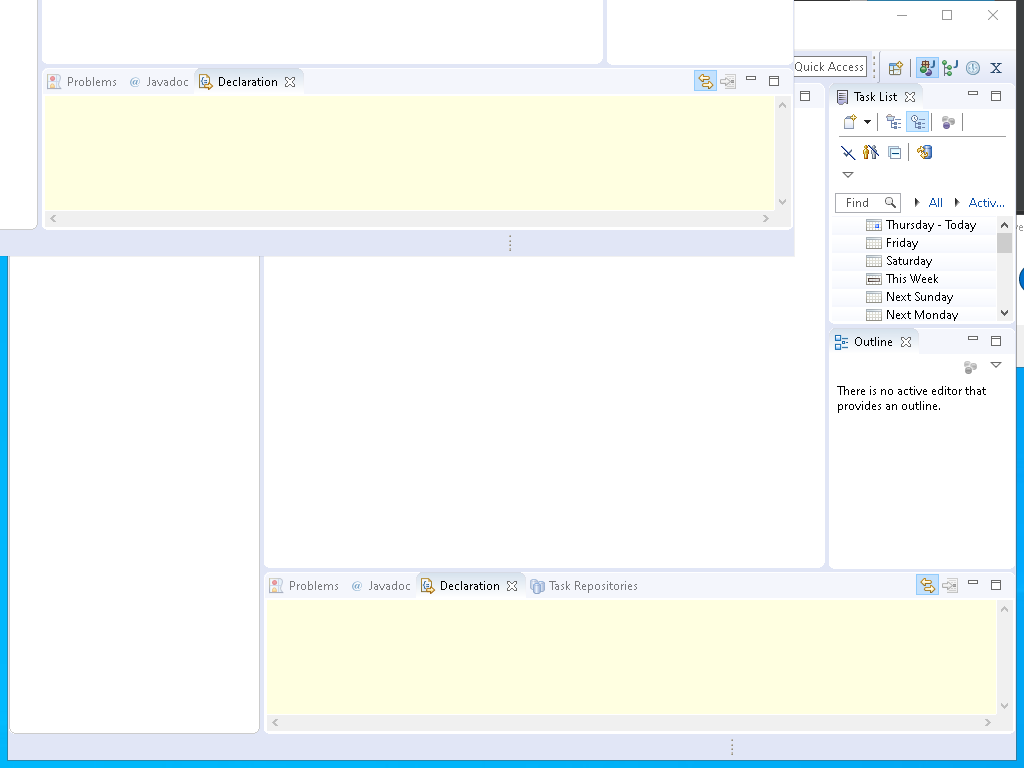 Problems @ Javadoc Declaration
Quick Access
Task List
Find All Activ...
Thursday - Today
Friday
Saturday
This Week
Next Sunday
Next Monday
Outline
There is no active editor that
provides an outline.
Problems @ Javadoc Declaration Task Repositories